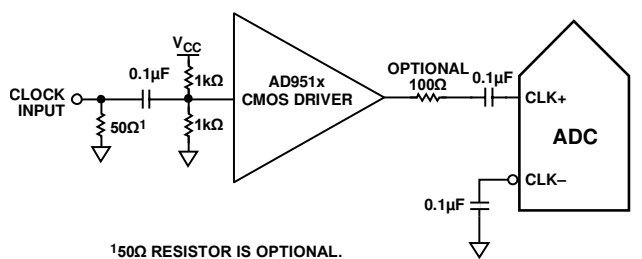 V_CC
0.1µF
1kΩ
CLOCK
INPUT
50Ω¹
1kΩ
AD951x
CMOS DRIVER
OPTIONAL
100Ω
0.1µF
CLK+
ADC
CLK–
0.1µF
¹50Ω RESISTOR IS OPTIONAL.